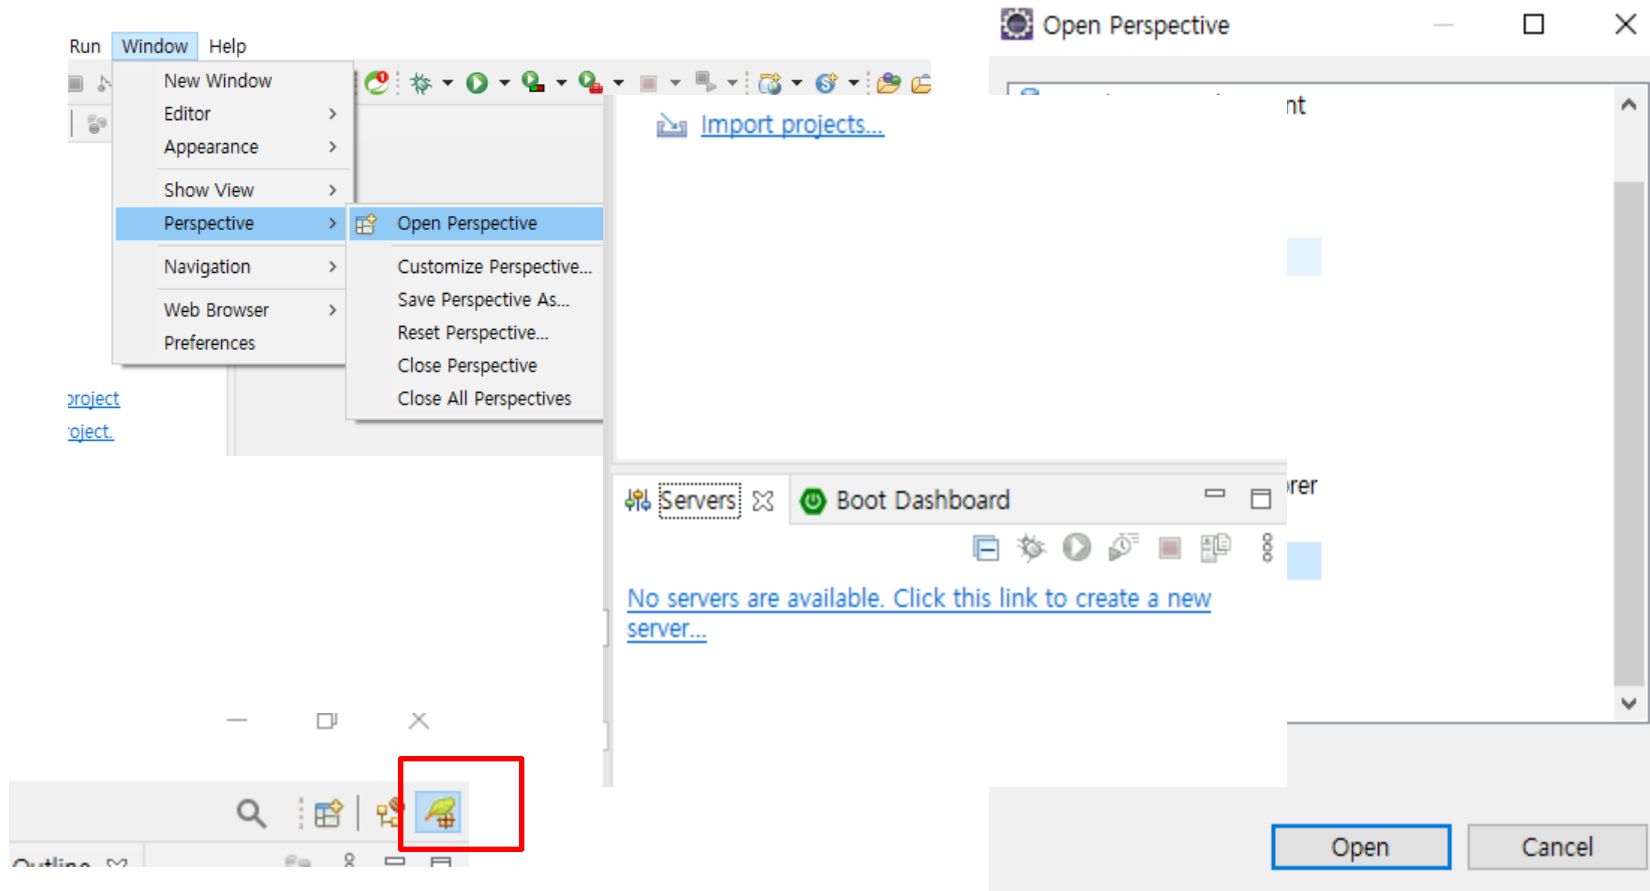 Run Window Help
New Window
Editor
Appearance
Show View
Perspective
Navigation
Web Browser
Preferences
Open Perspective
Customize Perspective...
Save Perspective As...
Reset Perspective...
Close Perspective
Close All Perspectives
project
oject.
Import projects...
Servers
Boot Dashboard
No servers are available. Click this link to create a new
server...
Outline
Open Perspective
nt
rer
Open
Cancel